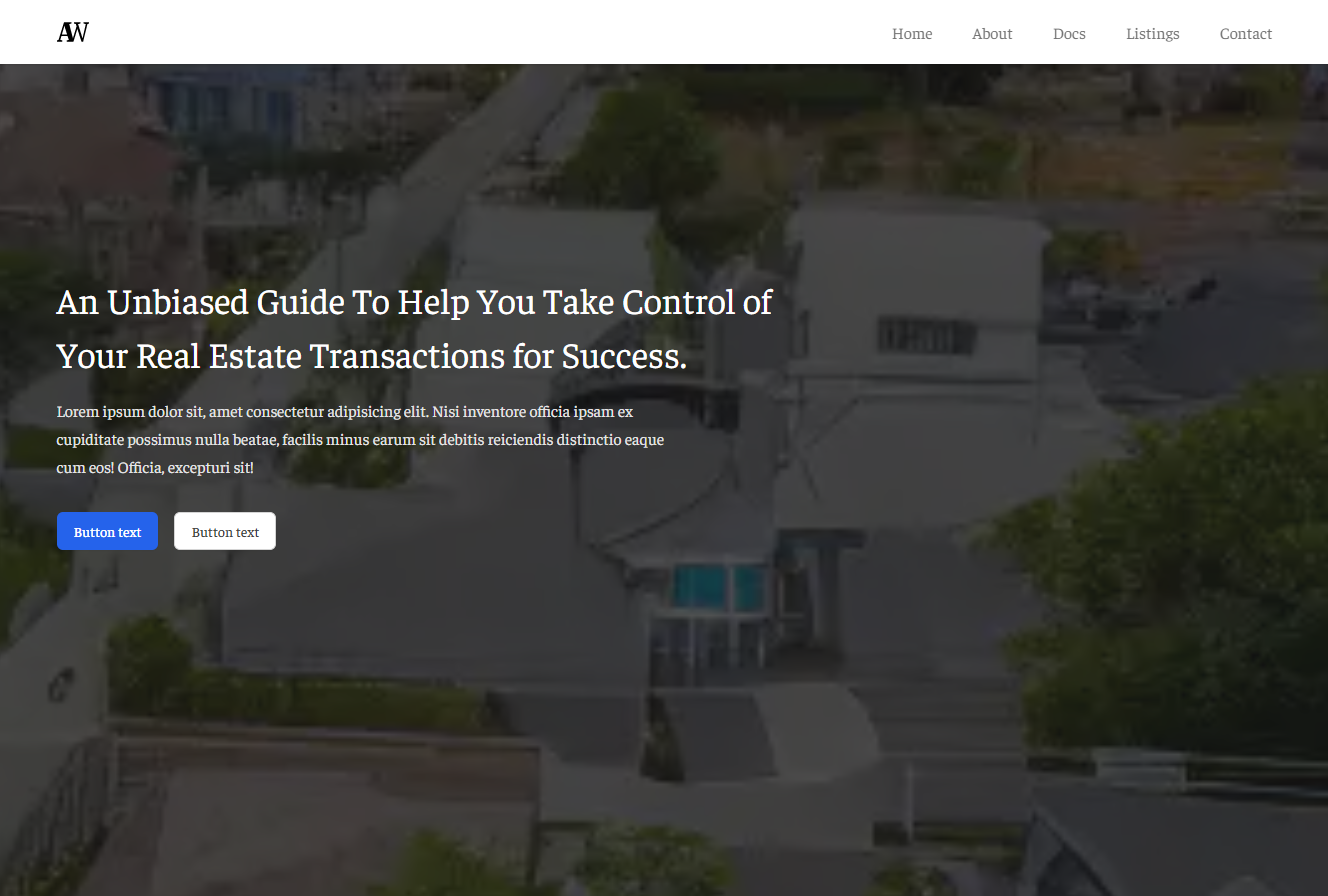 AW
Home About Docs Listings Contact
An Unbiased Guide To Help You Take Control of
Your Real Estate Transactions for Success.
Lorem ipsum dolor sit, amet consectetur adipisicing elit. Nisi inventore officia ipsam ex
cupiditate possimus nulla beatae, facilis minus earum sit debitis reiciendis distinctio eaque
cum eos! Officia, excepturi sit!
Button text Button text